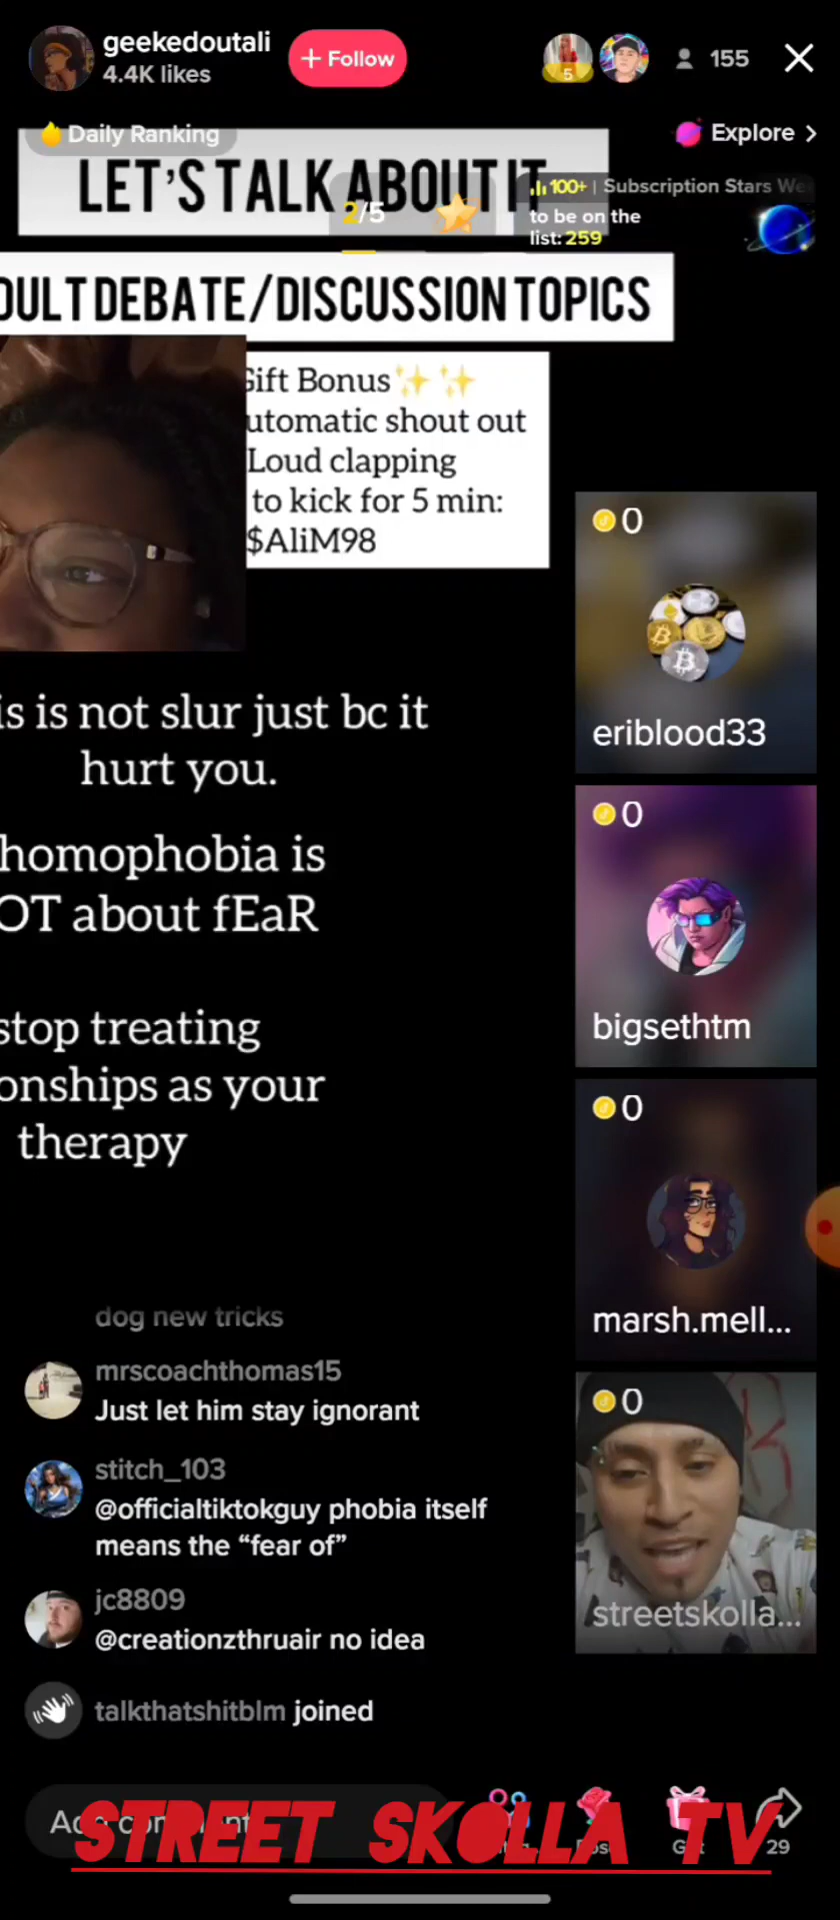 geekedoutali
4.4K likes
+ Follow
5
155
Daily Ranking
Explore >
LET'S TALK ABOUT IT
2/5
100+ | Subscription Stars We
to be on the
list: 259
OULT DEBATE/DISCUSSION TOPICS
Gift Bonus✨ ✨
utomatic shout out
Loud clapping
to kick for 5 min:
$AliM98
is is not slur just bc it
hurt you.
homophobia is
OT about fEaR
stop treating
onships as your
therapy
0
eriblood33
0
bigsethtm
0
marsh.mell...
0
streetskolla...
dog new tricks
mrscoachthomas15
Just let him stay ignorant
stitch_103
@officialtiktokguy phobia itself
means the “fear of”
jc8809
@creationzthruair no idea
talkthatshitblm joined
STREET SKOLLA TV
29